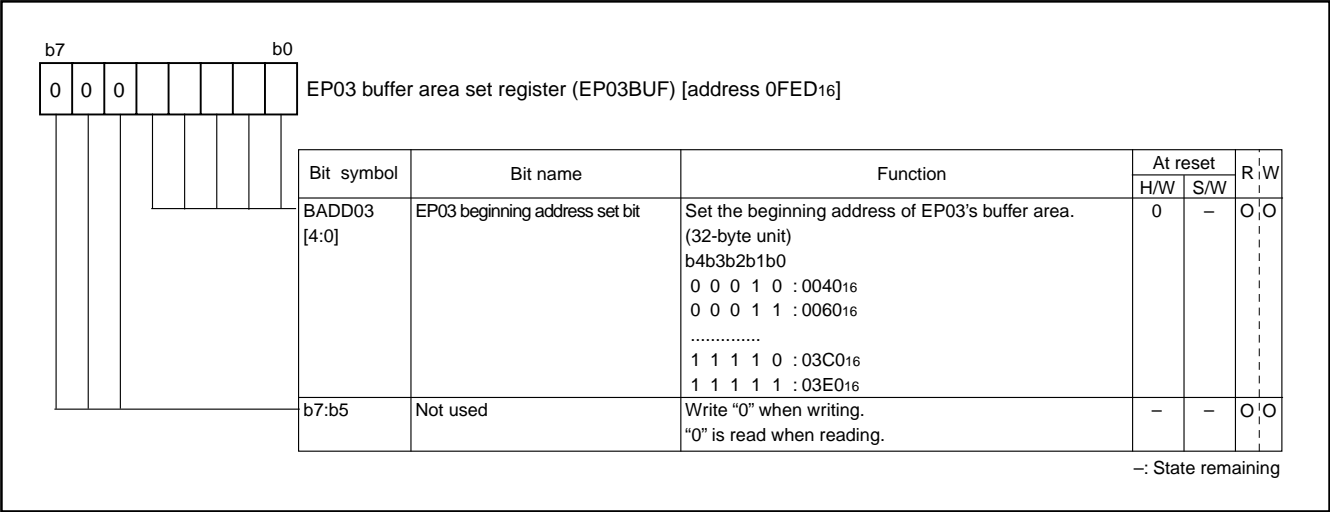 b7 b0
0 0 0 EP03 buffer area set register (EP03BUF) [address 0FED16]
Bit symbol Bit name Function At reset R W
H/W S/W
BADD03 EP03 beginning address set bit Set the beginning address of EP03’s buffer area. 0 – O O
[4:0] (32-byte unit)
b4b3b2b1b0
0 0 0 1 0 : 004016
0 0 0 1 1 : 006016
..............
1 1 1 1 0 : 03C016
1 1 1 1 1 : 03E016
b7:b5 Not used Write “0” when writing. – – O O
“0” is read when reading.
–: State remaining